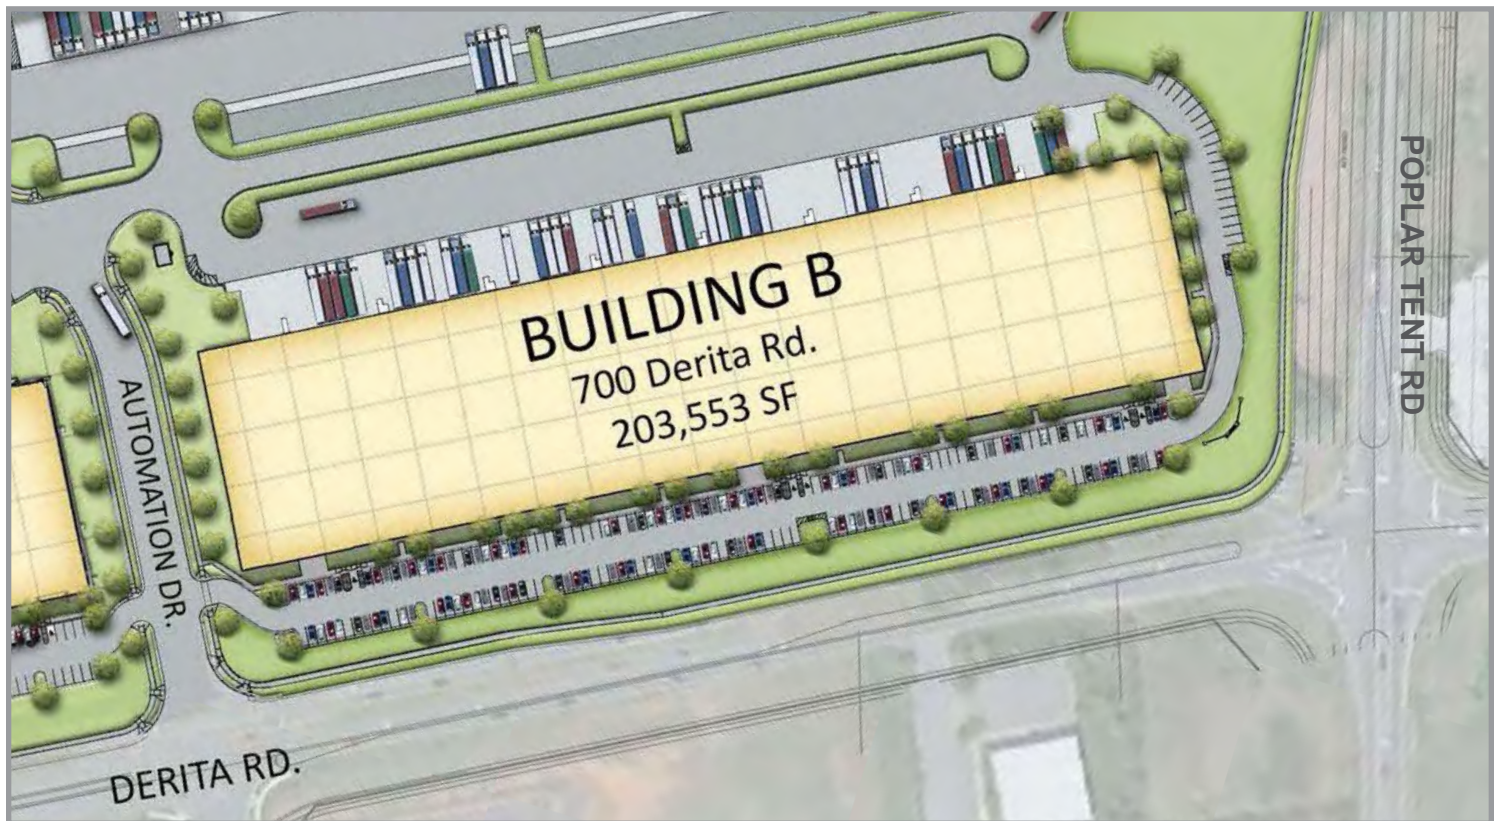 BUILDING B
700 Derita Rd.
203,553 SF
POPLAR TENT RD
AUTOMATION DR.
DERITA RD.